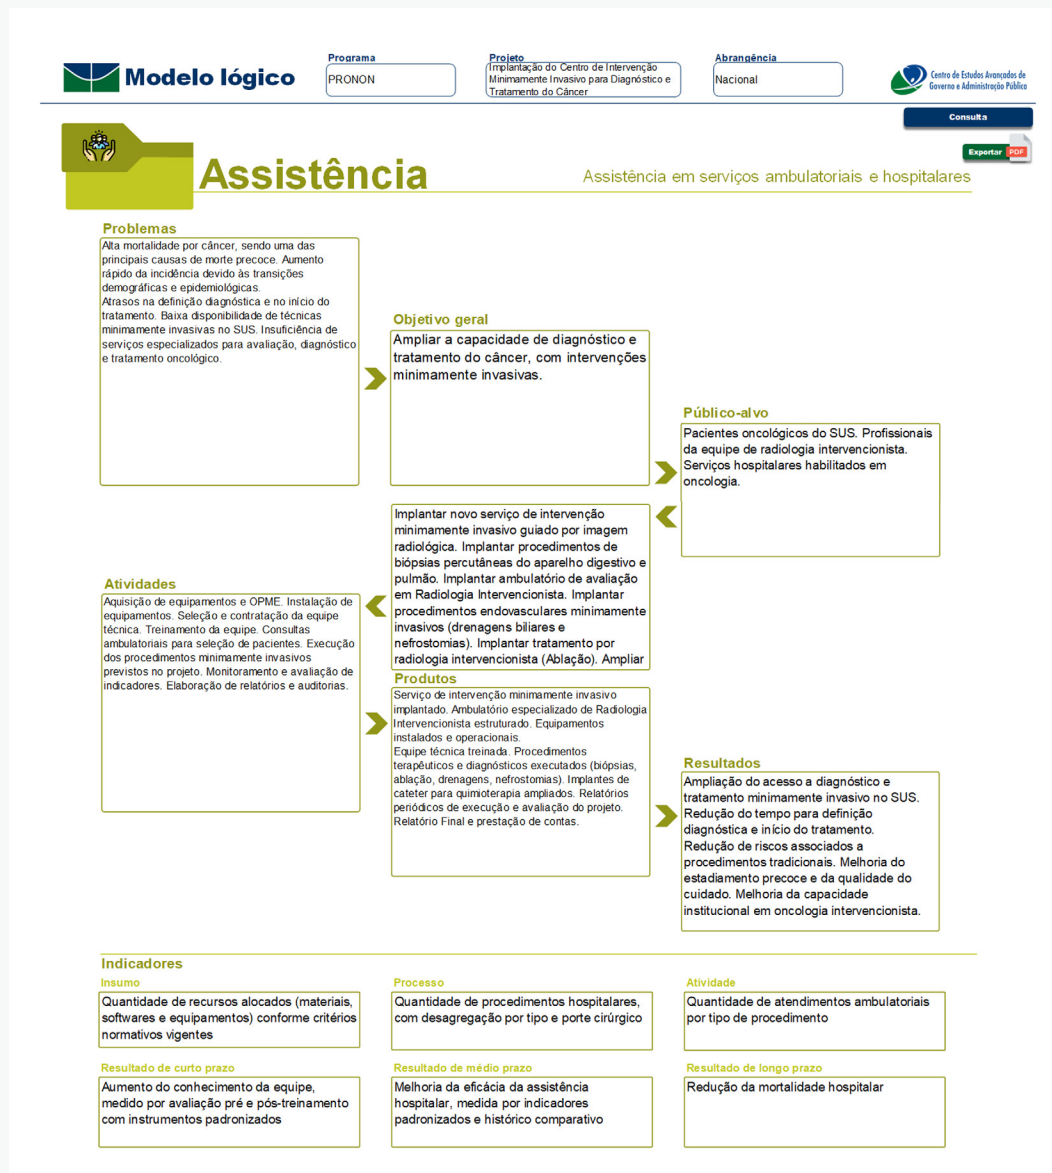 Modelo lógico
Programa
PRONON
Projeto
Implantação do Centro de Intervenção
Minimamente Invasivo para Diagnóstico e
Tratamento do Câncer
Abrangência
Nacional
Centro de Estudos Avançados de
Governo e Administração Pública
Consulta
Exportar PDF
Assistência
Assistência em serviços ambulatoriais e hospitalares
Problemas
Alta mortalidade por câncer, sendo uma das
principais causas de morte precoce. Aumento
rápido da incidência devido às transições
demográficas e epidemiológicas.
Atrasos na definição diagnóstica e no início do
tratamento. Baixa disponibilidade de técnicas
minimamente invasivas no SUS. Insuficiência de
serviços especializados para avaliação, diagnóstico
e tratamento oncológico.
Objetivo geral
Ampliar a capacidade de diagnóstico e
tratamento do câncer, com intervenções
minimamente invasivas.
Público-alvo
Pacientes oncológicos do SUS. Profissionais
da equipe de radiologia intervencionista.
Serviços hospitalares habilitados em
oncologia.
Implantar novo serviço de intervenção
minimamente invasivo guiado por imagem
radiológica. Implantar procedimentos de
biópsias percutâneas do aparelho digestivo e
pulmão. Implantar ambulatório de avaliação
em Radiologia Intervencionista. Implantar
procedimentos endovasculares minimamente
invasivos (drenagens biliares e
nefrostomias). Implantar tratamento por
radiologia intervencionista (Ablação). Ampliar
Atividades
Aquisição de equipamentos e OPME. Instalação de
equipamentos. Seleção e contratação da equipe
técnica. Treinamento da equipe. Consultas
ambulatoriais para seleção de pacientes. Execução
dos procedimentos minimamente invasivos
previstos no projeto. Monitoramento e avaliação de
indicadores. Elaboração de relatórios e auditorias.
Produtos
Serviço de intervenção minimamente invasivo
implantado. Ambulatório especializado de Radiologia
Intervencionista estruturado. Equipamentos
instalados e operacionais.
Equipe técnica treinada. Procedimentos
terapêuticos e diagnósticos executados (biópsias,
ablação, drenagens, nefrostomias). Implantes de
cateter para quimioterapia ampliados. Relatórios
periódicos de execução e avaliação do projeto.
Relatório Final e prestação de contas.
Resultados
Ampliação do acesso a diagnóstico e
tratamento minimamente invasivo no SUS.
Redução do tempo para definição
diagnóstica e início do tratamento.
Redução de riscos associados a
procedimentos tradicionais. Melhoria do
estadiamento precoce e da qualidade do
cuidado. Melhoria da capacidade
institucional em oncologia intervencionista.
Indicadores
Insumo
Quantidade de recursos alocados (materiais,
softwares e equipamentos) conforme critérios
normativos vigentes
Processo
Quantidade de procedimentos hospitalares,
com desagregação por tipo e porte cirúrgico
Atividade
Quantidade de atendimentos ambulatoriais
por tipo de procedimento
Resultado de curto prazo
Aumento do conhecimento da equipe,
medido por avaliação pré e pós-treinamento
com instrumentos padronizados
Resultado de médio prazo
Melhoria da eficácia da assistência
hospitalar, medida por indicadores
padronizados e histórico comparativo
Resultado de longo prazo
Redução da mortalidade hospitalar